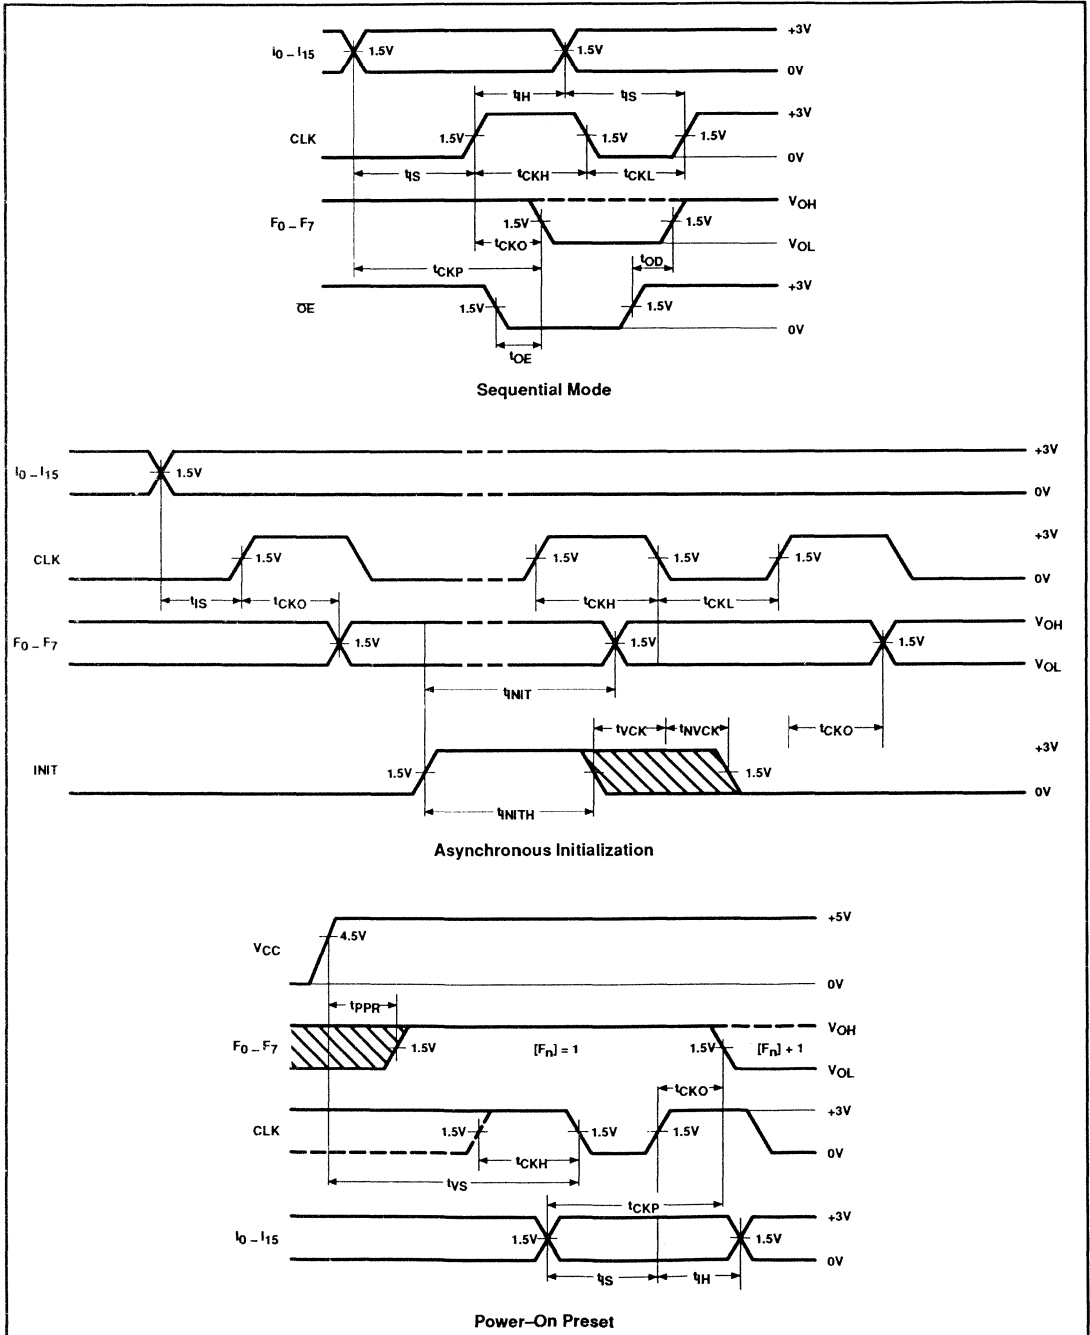 I0 – I15 1.5V 1.5V +3V
0V
tIH tIS
CLK 1.5V 1.5V 1.5V +3V
0V
tIS tCKH tCKL
F0 – F7 1.5V 1.5V VOH
VOL
tCKO tOD
tCKP
OE 1.5V 1.5V +3V
0V
tOE
Sequential Mode
I0 – I15 1.5V +3V
0V
CLK 1.5V 1.5V 1.5V 1.5V +3V
0V
tIS tCKO tCKH tCKL
F0 – F7 1.5V 1.5V 1.5V VOH
VOL
tINIT
tVCK tNVCK tCKO
INIT 1.5V 1.5V +3V
0V
tINITH
Asynchronous Initialization
VCC 4.5V +5V
0V
tPPR
F0 – F7 1.5V [Fn] = 1 1.5V [Fn] + 1 VOH
VOL
tCKO
CLK 1.5V 1.5V 1.5V +3V
0V
tCKH
tVS
tCKP
I0 – I15 1.5V 1.5V +3V
0V
tIS tIH
Power–On Preset